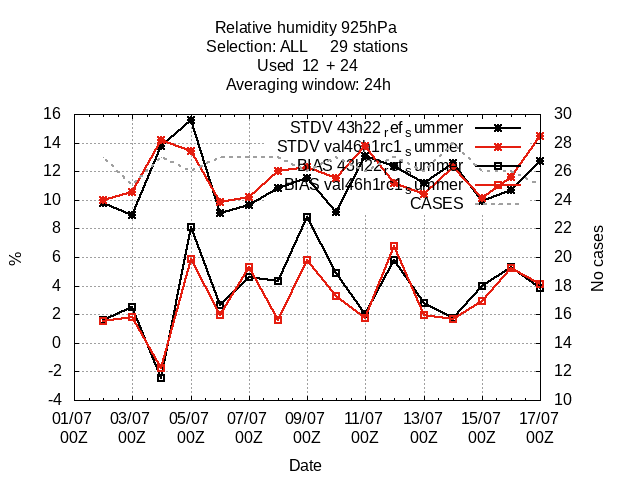 Relative humidity 925hPa
Selection: ALL 29 stations
Used 12 + 24
Averaging window: 24h
16 30
STDV 43h22_ref_summer
14 28
STDV val46h1rc1_summer
12 26
BIAS 43h22_ref_summer
BIAS val46h1rc1_summer
10 24
CASES
8 22
6 20
%
No cases
4 18
2 16
0 14
-2 12
-4 10
01/07 03/07 05/07 07/07 09/07 11/07 13/07 15/07 17/07
00Z 00Z 00Z 00Z 00Z 00Z 00Z 00Z 00Z
Date